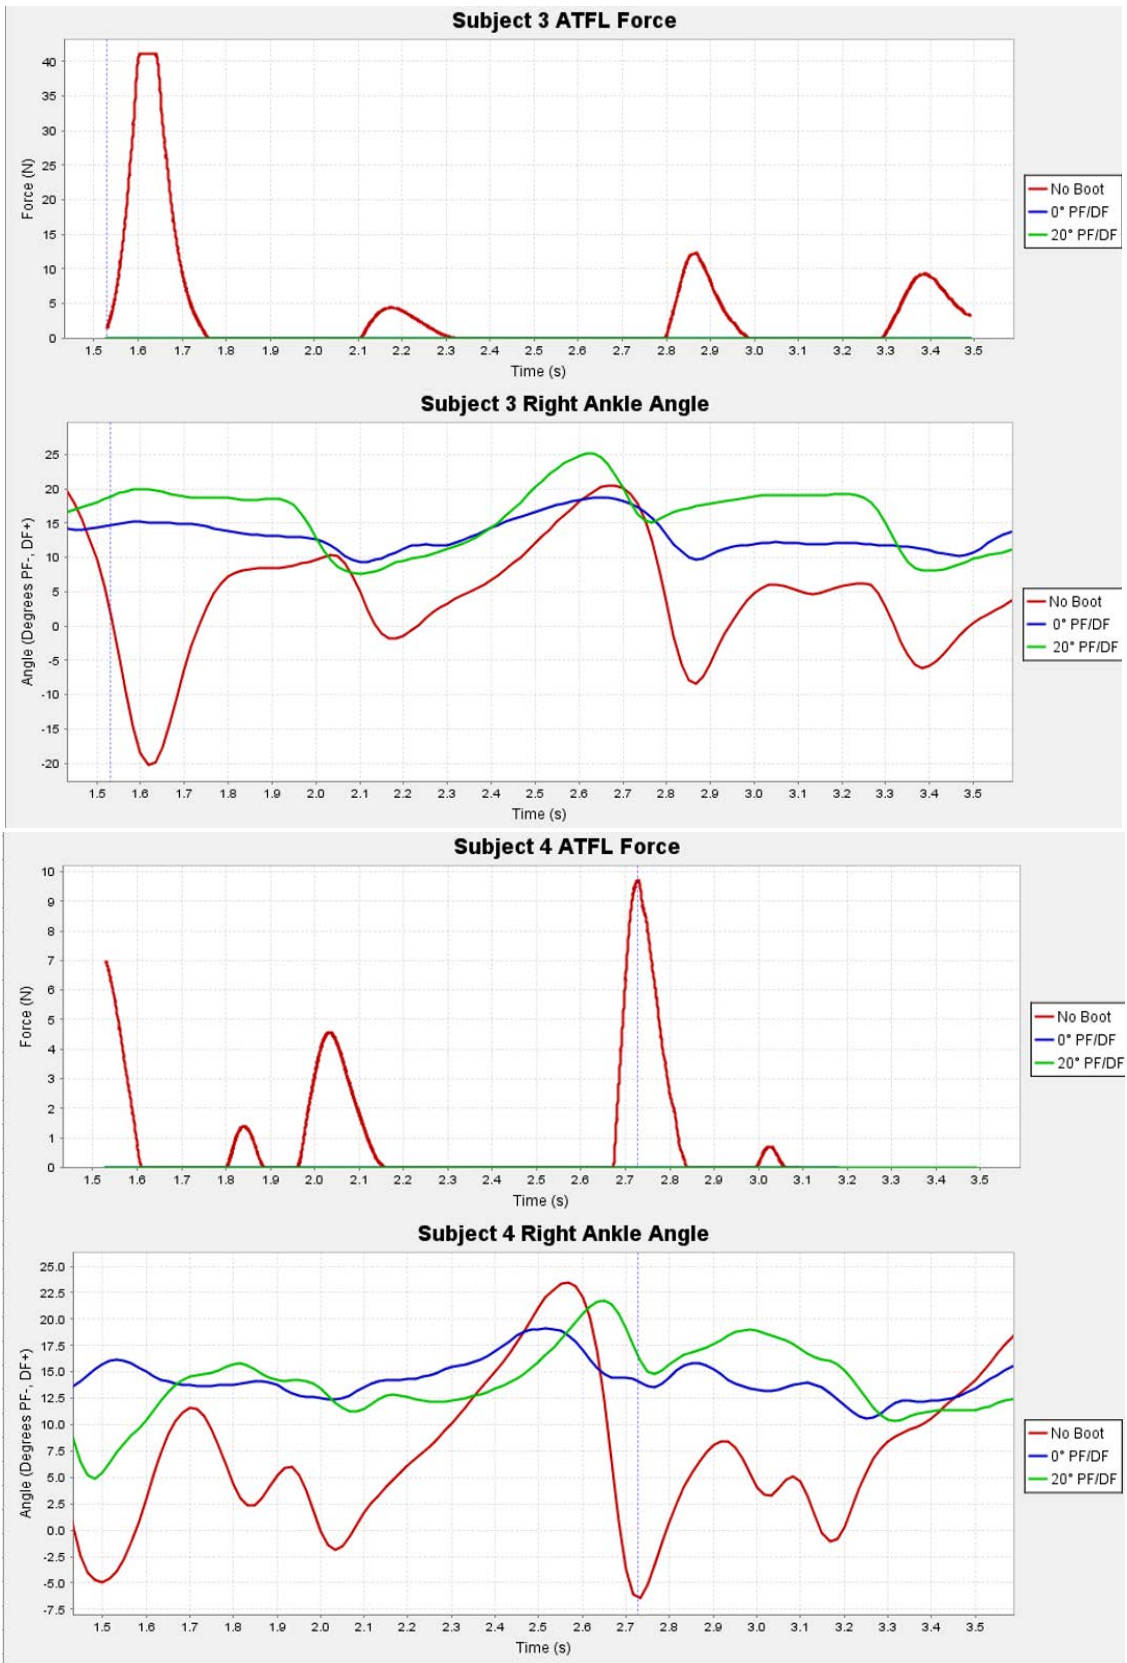 Subject 3 ATFL Force
40
35
30
25
20
15
10
5
0
Force (N)
1.5 1.6 1.7 1.8 1.9 2.0 2.1 2.2 2.3 2.4 2.5 2.6 2.7 2.8 2.9 3.0 3.1 3.2 3.3 3.4 3.5
Time (s)
No Boot
0° PF/DF
20° PF/DF
Subject 3 Right Ankle Angle
25
20
15
10
5
0
-5
-10
-15
-20
Angle (Degrees PF-, DF+)
1.5 1.6 1.7 1.8 1.9 2.0 2.1 2.2 2.3 2.4 2.5 2.6 2.7 2.8 2.9 3.0 3.1 3.2 3.3 3.4 3.5
Time (s)
No Boot
0° PF/DF
20° PF/DF
Subject 4 ATFL Force
10
9
8
7
6
5
4
3
2
1
0
Force (N)
1.5 1.6 1.7 1.8 1.9 2.0 2.1 2.2 2.3 2.4 2.5 2.6 2.7 2.8 2.9 3.0 3.1 3.2 3.3 3.4 3.5
Time (s)
No Boot
0° PF/DF
20° PF/DF
Subject 4 Right Ankle Angle
25.0
22.5
20.0
17.5
15.0
12.5
10.0
7.5
5.0
2.5
0.0
-2.5
-5.0
-7.5
Angle (Degrees PF-, DF+)
1.5 1.6 1.7 1.8 1.9 2.0 2.1 2.2 2.3 2.4 2.5 2.6 2.7 2.8 2.9 3.0 3.1 3.2 3.3 3.4 3.5
Time (s)
No Boot
0° PF/DF
20° PF/DF